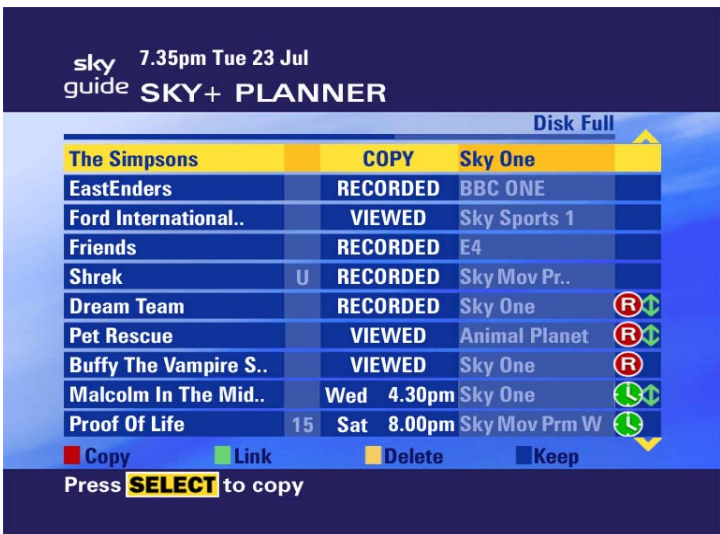 sky 7.35pm Tue 23 Jul
guide SKY+ PLANNER
Disk Full
The Simpsons COPY Sky One
EastEnders RECORDED BBC ONE
Ford International.. VIEWED Sky Sports 1
Friends RECORDED E4
Shrek U RECORDED Sky Mov Pr..
Dream Team RECORDED Sky One R
Pet Rescue VIEWED Animal Planet R
Buffy The Vampire S.. VIEWED Sky One R
Malcolm In The Mid.. Wed 4.30pm Sky One
Proof Of Life 15 Sat 8.00pm Sky Mov Prm W
Copy Link Delete Keep
Press SELECT to copy